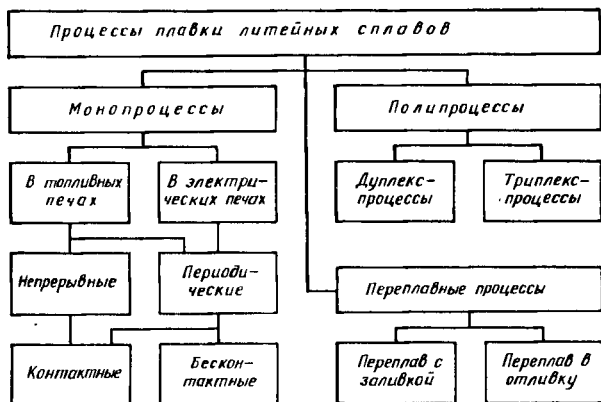 Процессы плавки литейных сплавов
Монопроцессы
Полипроцессы
В топливных
печах
В электри-
ческих печах
Дуплекс-
процессы
Триплекс-
процессы
Непрерывные
Периоди-
ческие
Переплавные процессы
Контактные
Бескон-
тактные
Переплав с
заливкой
Переплав в
отливку